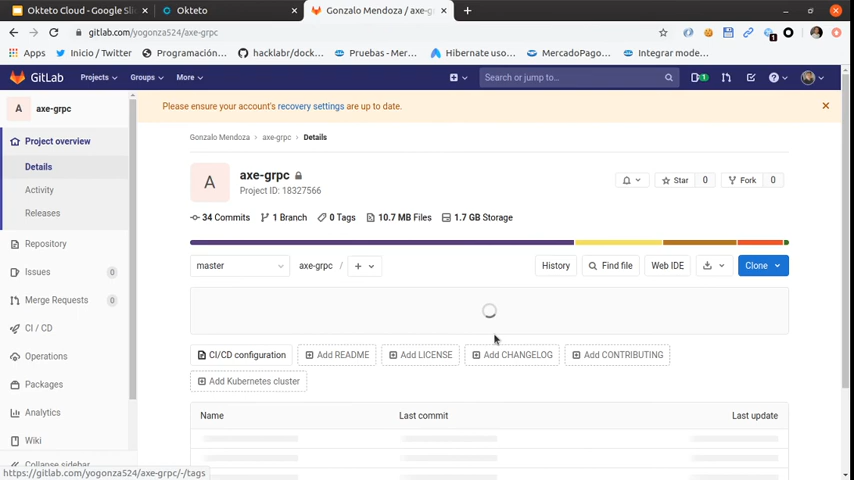 Okteto Cloud - Google Sli
Okteto
Gonzalo Mendoza / axe-g
gitlab.com/yogonza524/axe-grpc
Apps
Inicio / Twitter
Programación...
hacklabr/dock...
Pruebas - Mer...
Hibernate uso...
MercadoPago...
Integrar mode...
GitLab
Projects
Groups
More
Search or jump to...
1
A
axe-grpc
Please ensure your account's recovery settings are up to date.
Project overview
Details
Activity
Releases
Repository
Issues 0
Merge Requests 0
CI / CD
Operations
Packages
Analytics
Wiki
Collapse sidebar
Gonzalo Mendoza > axe-grpc > Details
A
axe-grpc
Project ID: 18327566
Star 0
Fork 0
34 Commits
1 Branch
0 Tags
10.7 MB Files
1.7 GB Storage
master
axe-grpc /
History
Find file
Web IDE
Clone
CI/CD configuration
Add README
Add LICENSE
Add CHANGELOG
Add CONTRIBUTING
Add Kubernetes cluster
Name
Last commit
Last update
https://gitlab.com/yogonza524/axe-grpc/-/tags